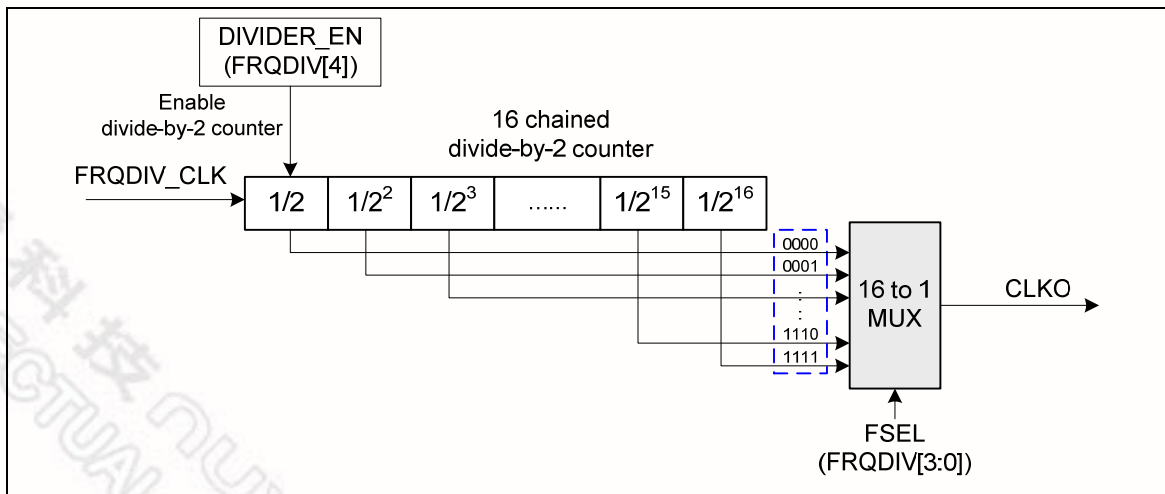 DIVIDER_EN
(FRQDIV[4])
Enable
divide-by-2 counter
16 chained
divide-by-2 counter
FRQDIV_CLK
1/2
1/2²
1/2³
......
1/2¹⁵
1/2¹⁶
0000
0001
:
:
1110
1111
16 to 1
MUX
CLKO
FSEL
(FRQDIV[3:0])
科技